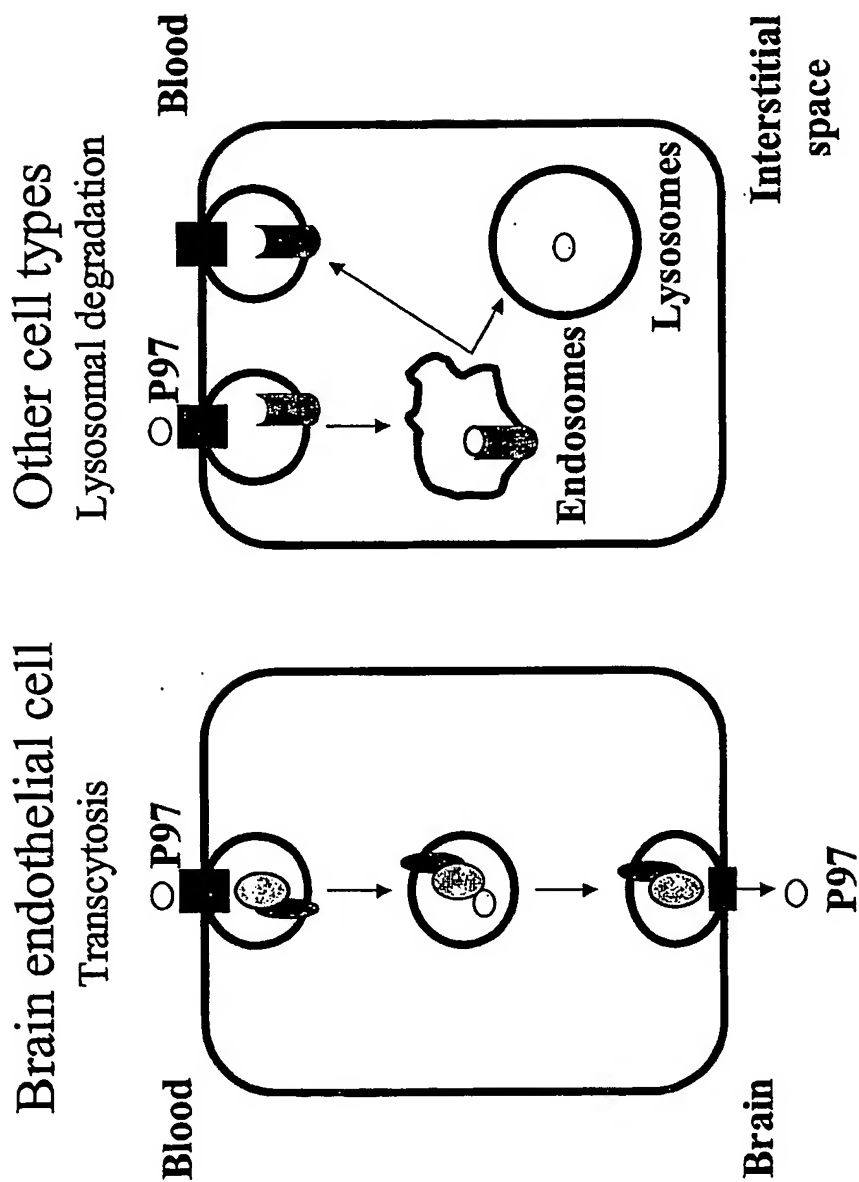 Brain endothelial cell
Transcytosis
Blood
P97
Brain
P97
Other cell types
Lysosomal degradation
P97
Blood
Endosomes
Lysosomes
Interstitial
space